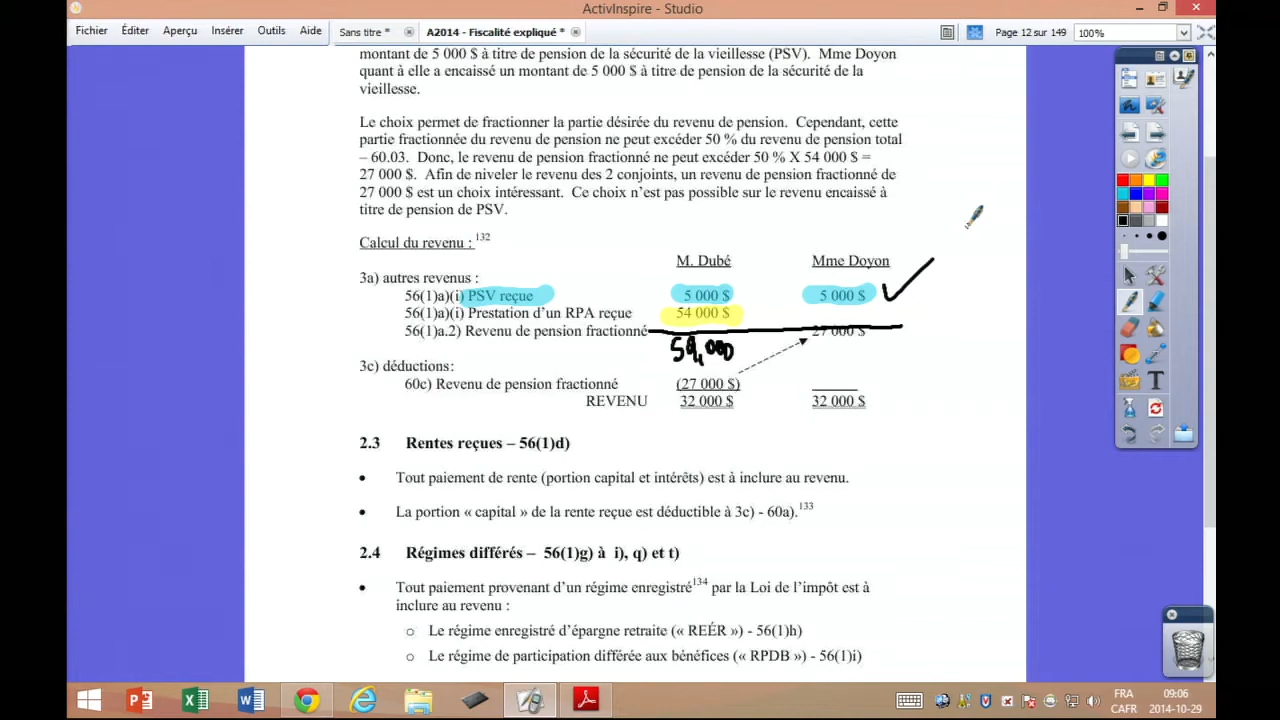 ActivInspire - Studio
Fichier Éditer Aperçu Insérer Outils Aide Sans titre * A2014 - Fiscalité expliqué * Page 12 sur 149 100%
montant de 5 000 $ à titre de pension de la sécurité de la vieillesse (PSV). Mme Doyon
quant à elle a encaissé un montant de 5 000 $ à titre de pension de la sécurité de la
vieillesse.
Le choix permet de fractionner la partie désirée du revenu de pension. Cependant, cette
partie fractionnée du revenu de pension ne peut excéder 50 % du revenu de pension total
– 60.03. Donc, le revenu de pension fractionné ne peut excéder 50 % X 54 000 $ =
27 000 $. Afin de niveler le revenu des 2 conjoints, un revenu de pension fractionné de
27 000 $ est un choix intéressant. Ce choix n’est pas possible sur le revenu encaissé à
titre de pension de PSV.
Calcul du revenu : 132
M. Dubé Mme Doyon
3a) autres revenus :
56(1)a)(i) PSV reçue 5 000 $ 5 000 $
56(1)a)(i) Prestation d’un RPA reçue 54 000 $
56(1)a.2) Revenu de pension fractionné 27 000 $
59,000
3c) déductions:
60c) Revenu de pension fractionné (27 000 $)
REVENU 32 000 $ 32 000 $
2.3 Rentes reçues – 56(1)d)
• Tout paiement de rente (portion capital et intérêts) est à inclure au revenu.
• La portion « capital » de la rente reçue est déductible à 3c) - 60a).133
2.4 Régimes différés – 56(1)g) à i), q) et t)
• Tout paiement provenant d’un régime enregistré134 par la Loi de l’impôt est à
inclure au revenu :
o Le régime enregistré d’épargne retraite (« REÉR ») - 56(1)h)
o Le régime de participation différée aux bénéfices (« RPDB ») - 56(1)i)
FRA 09:06
CAFR 2014-10-29